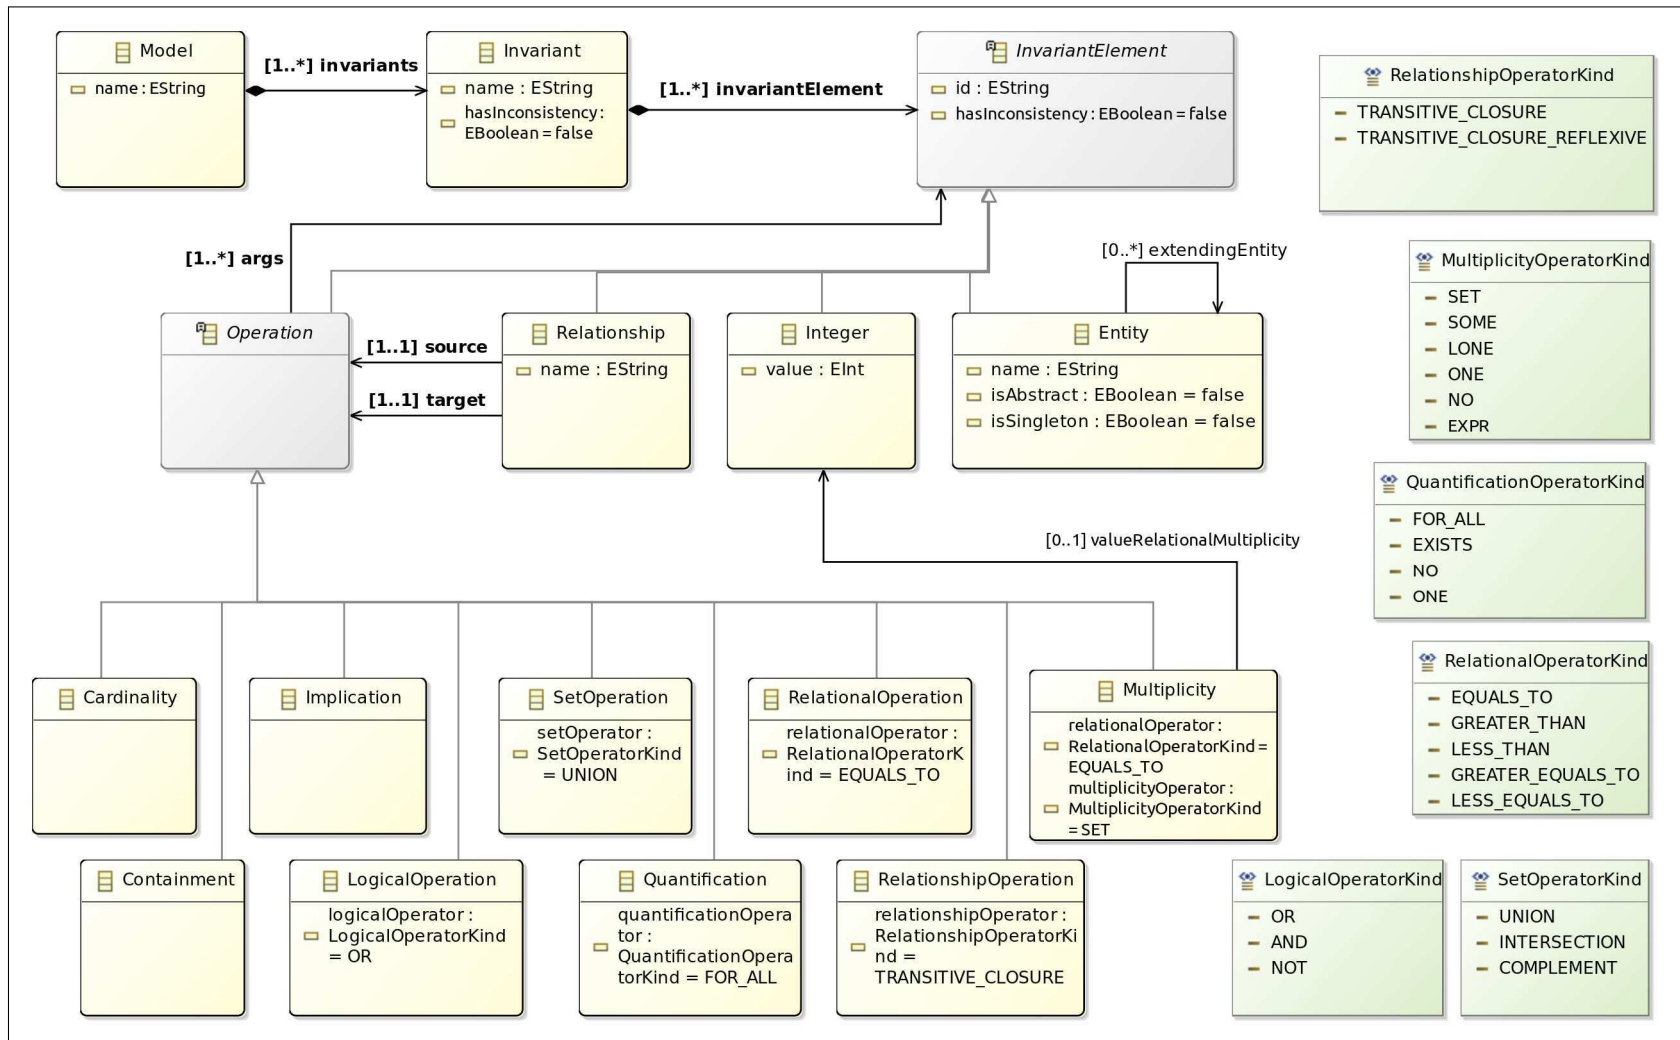 Model
name : EString
[1..*] invariants
Invariant
name : EString
hasInconsistency :
EBoolean = false
[1..*] invariantElement
InvariantElement
id : EString
hasInconsistency : EBoolean = false
RelationshipOperatorKind
TRANSITIVE_CLOSURE
TRANSITIVE_CLOSURE_REFLEXIVE
[1..*] args
[0..*] extendingEntity
MultiplicityOperatorKind
SET
SOME
LONE
ONE
NO
EXPR
Operation
[1..1] source
[1..1] target
Relationship
name : EString
Integer
value : EInt
Entity
name : EString
isAbstract : EBoolean = false
isSingleton : EBoolean = false
QuantificationOperatorKind
FOR_ALL
EXISTS
NO
ONE
[0..1] valueRelationalMultiplicity
RelationalOperatorKind
EQUALS_TO
GREATER_THAN
LESS_THAN
GREATER_EQUALS_TO
LESS_EQUALS_TO
Cardinality
Implication
SetOperation
setOperator :
SetOperatorKind
= UNION
RelationalOperation
relationalOperator :
RelationalOperatorK
ind = EQUALS_TO
Multiplicity
relationalOperator :
RelationalOperatorKind =
EQUALS_TO
multiplicityOperator :
MultiplicityOperatorKind
= SET
Containment
LogicalOperation
logicalOperator :
LogicalOperatorKind
= OR
Quantification
quantificationOpera
tor :
QuantificationOpera
torKind = FOR_ALL
RelationshipOperation
relationshipOperator :
RelationshipOperatorKi
nd =
TRANSITIVE_CLOSURE
LogicalOperatorKind
OR
AND
NOT
SetOperatorKind
UNION
INTERSECTION
COMPLEMENT